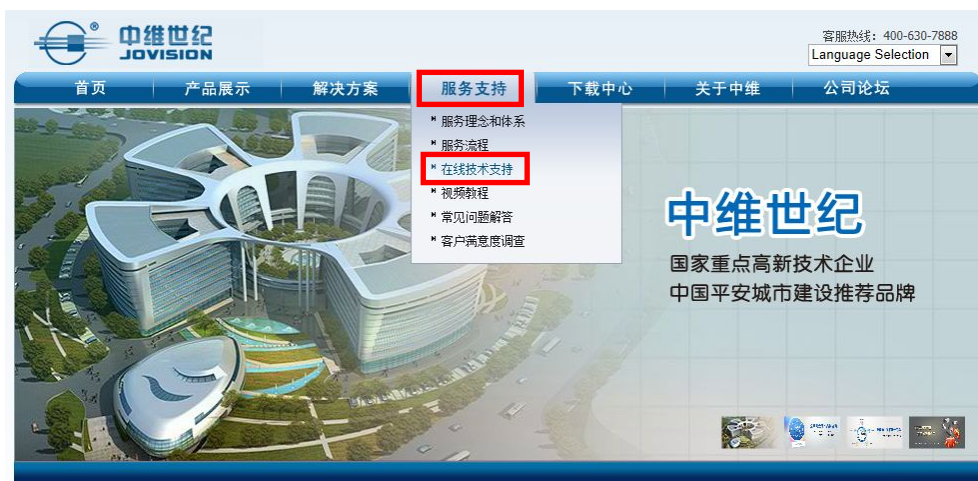 中维世纪
JOVISION
客服热线：400-630-7888
Language Selection
首页 产品展示 解决方案 服务支持 下载中心 关于中维 公司论坛
服务理念和体系
服务流程
在线技术支持
视频教程
常见问题解答
客户满意度调查
中维世纪
国家重点高新技术企业
中国平安城市建设推荐品牌